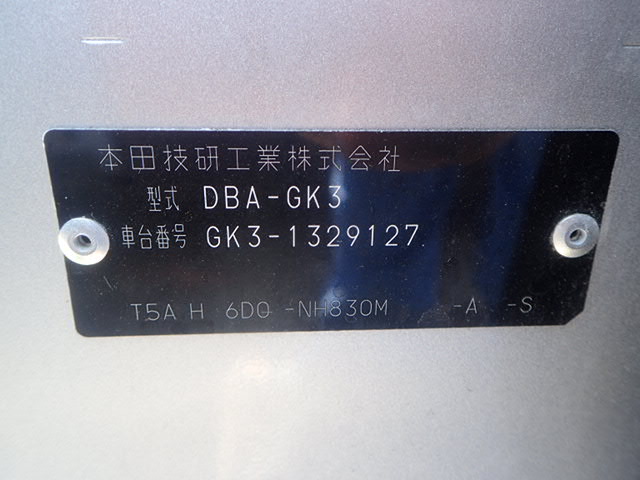 本田技研工業株式会社
型式 DBA-GK3
車台番号 GK3-1329127
T5A H 6D0 -NH830M -A -S